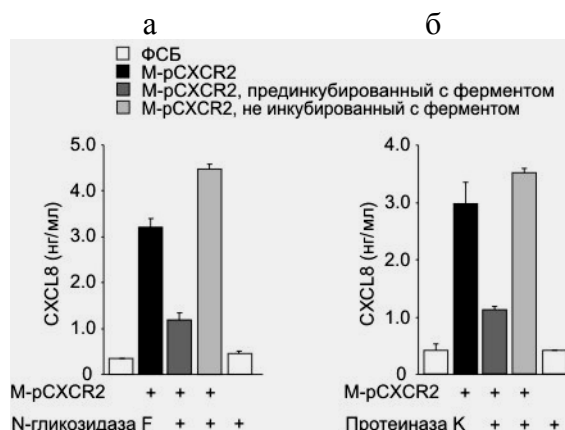 а б
ФСБ
M-pCXCR2
M-pCXCR2, прединкубированный с ферментом
M-pCXCR2, не инкубированный с ферментом
CXCL8 (нг/мл)
5.0
4.0
3.0
2.0
1.0
0
M-pCXCR2 + + +
N-гликозидаза F + + +
CXCL8 (нг/мл)
4.0
3.0
2.0
1.0
0
M-pCXCR2 + + +
Протеиназа K + + +